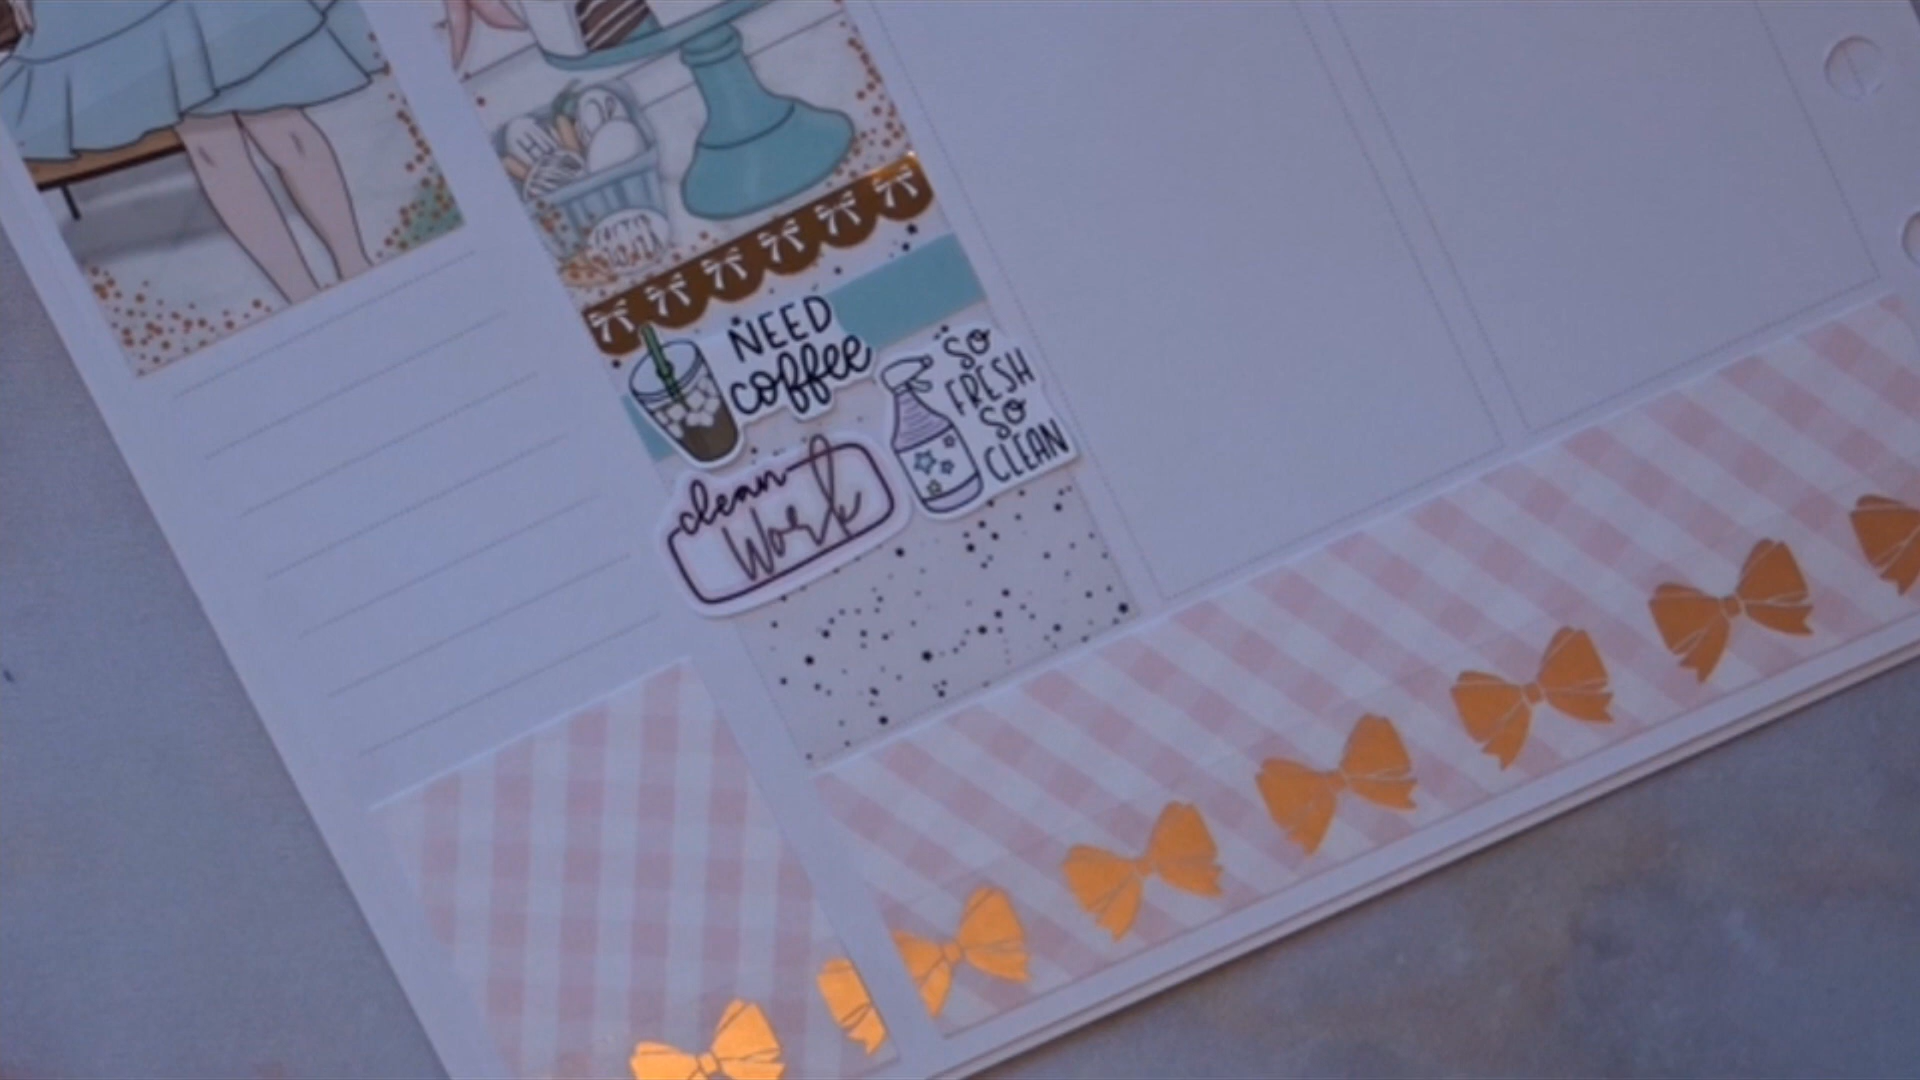 NEED
coffee
SO
FRESH
SO
CLEAN
clean
Work